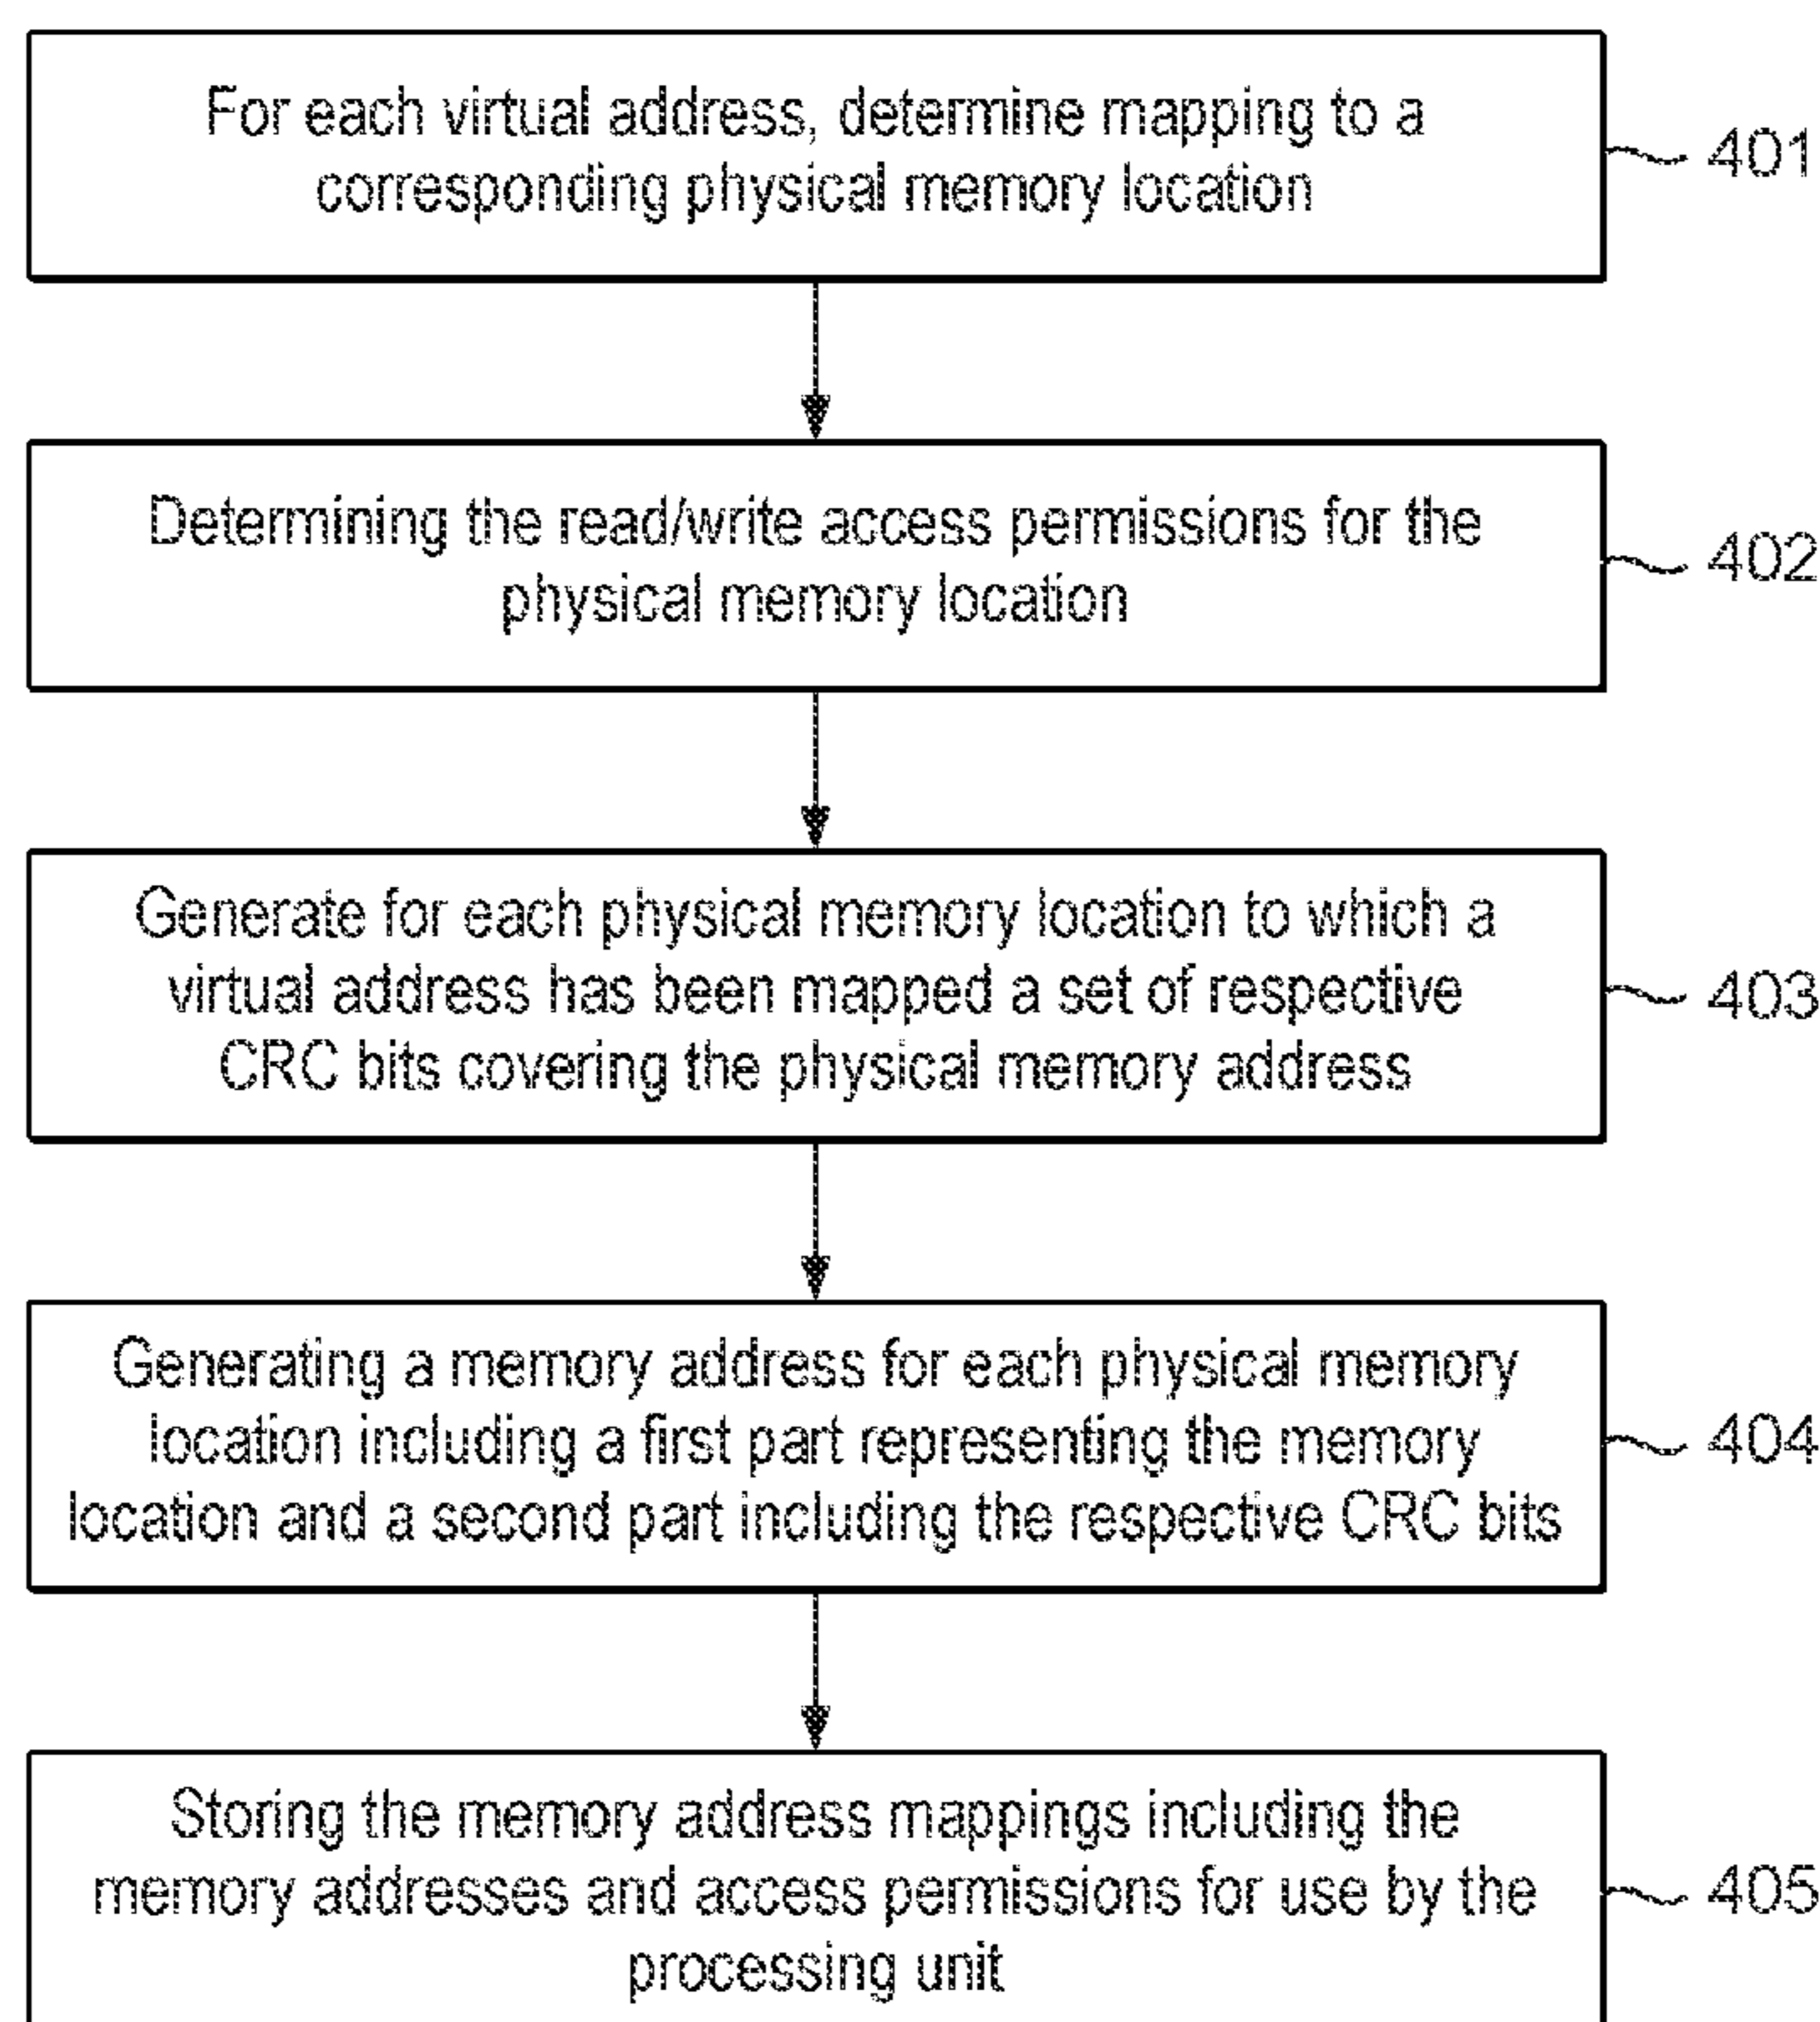 For each virtual address, determine mapping to a
corresponding physical memory location
401
Determining the read/write access permissions for the
physical memory location
402
Generate for each physical memory location to which a
virtual address has been mapped a set of respective
CRC bits covering the physical memory address
403
Generating a memory address for each physical memory
location including a first part representing the memory
location and a second part including the respective CRC bits
404
Storing the memory address mappings including the
memory addresses and access permissions for use by the
processing unit
405